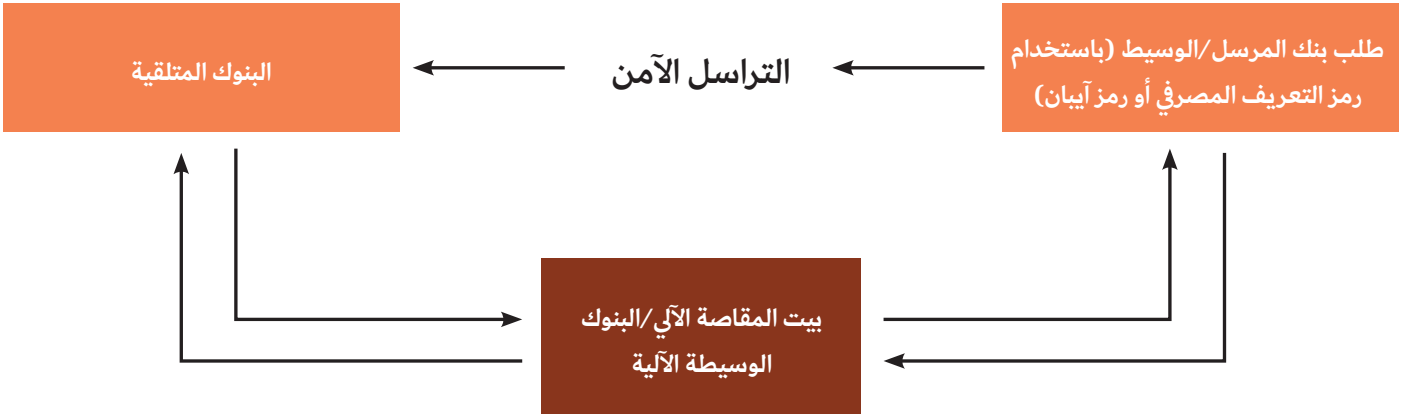 طلب بنك المرسل/الوسيط (باستخدام
رمز التعريف المصرفي أو رمز آيبان)
التراسل الآمن
البنوك المتلقية
بيت المقاصة الآلي/البنوك
الوسيطة الآلية